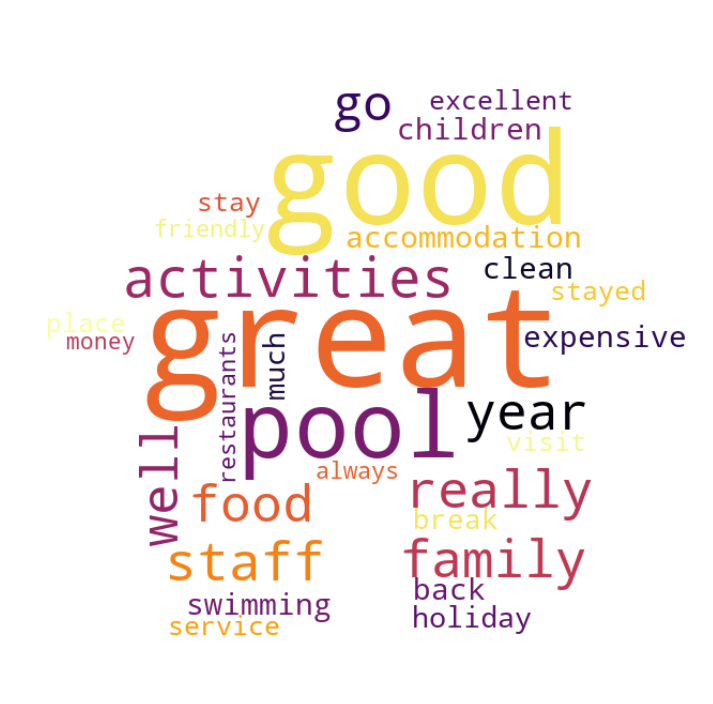 go
excellent
children
good
stay
friendly
accommodation
activities
clean
stayed
great
place
money
expensive
restaurants
much
pool
year
visit
well
always
food
really
break
staff
family
swimming
back
service
holiday